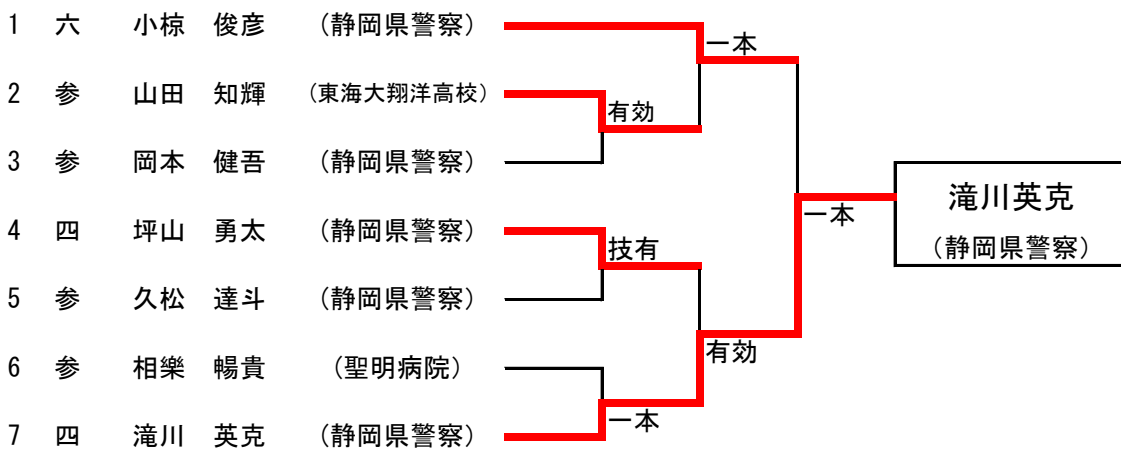 1 六 小椋 俊彦 (静岡県警察)
一本
2 参 山田 知輝 (東海大翔洋高校)
有効
3 参 岡本 健吾 (静岡県警察)
滝川英克
一本
4 四 坪山 勇太 (静岡県警察)
技有
(静岡県警察)
5 参 久松 達斗 (静岡県警察)
有効
6 参 相樂 暢貴 (聖明病院)
一本
7 四 滝川 英克 (静岡県警察)